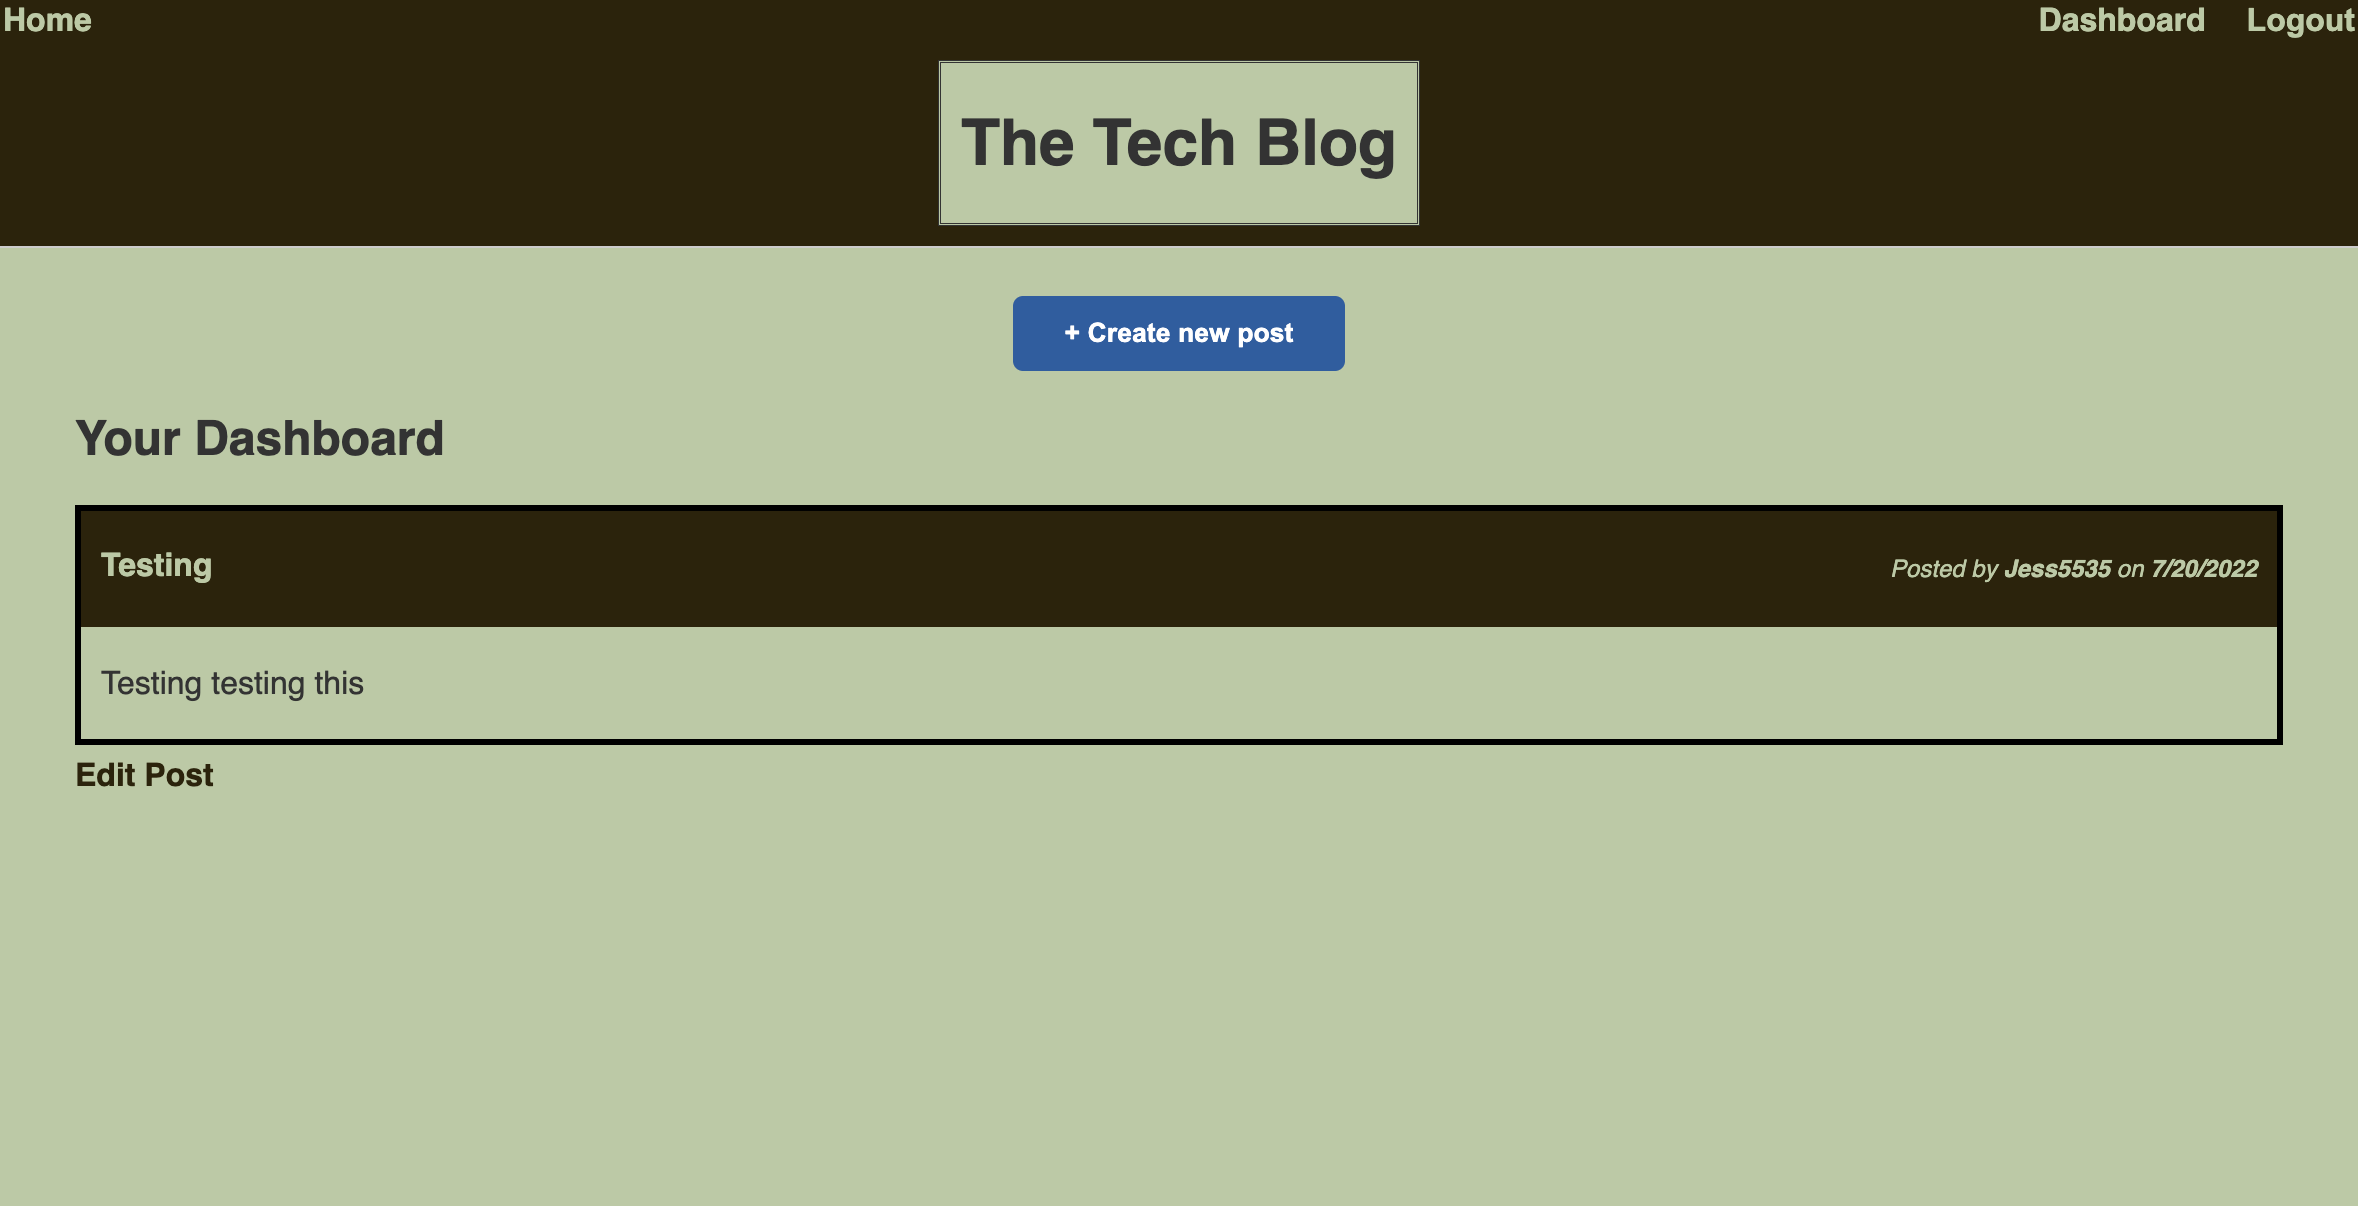 Home Dashboard Logout
The Tech Blog
+ Create new post
Your Dashboard
Testing Posted by Jess5535 on 7/20/2022
Testing testing this
Edit Post